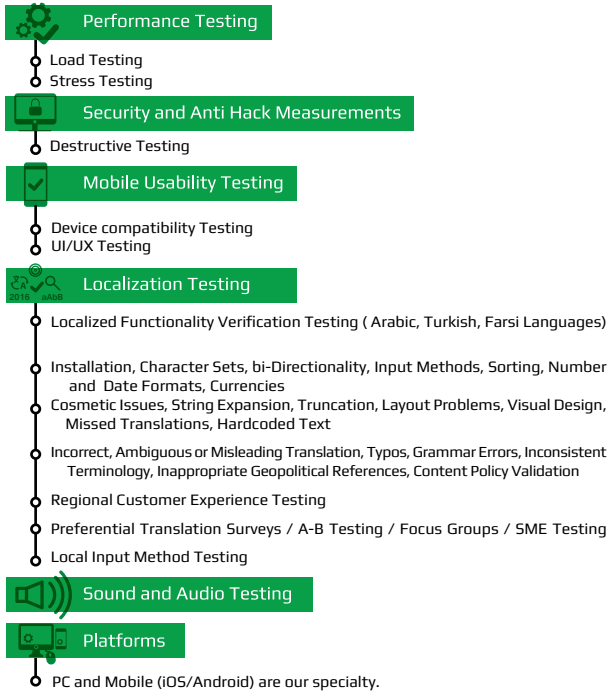 Performance Testing
Load Testing
Stress Testing
Security and Anti Hack Measurements
Destructive Testing
Mobile Usability Testing
Device compatibility Testing
UI/UX Testing
2016 aAbB
Localization Testing
Localized Functionality Verification Testing ( Arabic, Turkish, Farsi Languages)
Installation, Character Sets, bi-Directionality, Input Methods, Sorting, Number
and Date Formats, Currencies
Cosmetic Issues, String Expansion, Truncation, Layout Problems, Visual Design,
Missed Translations, Hardcoded Text
Incorrect, Ambiguous or Misleading Translation, Typos, Grammar Errors, Inconsistent
Terminology, Inappropriate Geopolitical References, Content Policy Validation
Regional Customer Experience Testing
Preferential Translation Surveys / A-B Testing / Focus Groups / SME Testing
Local Input Method Testing
Sound and Audio Testing
Platforms
PC and Mobile (iOS/Android) are our specialty.